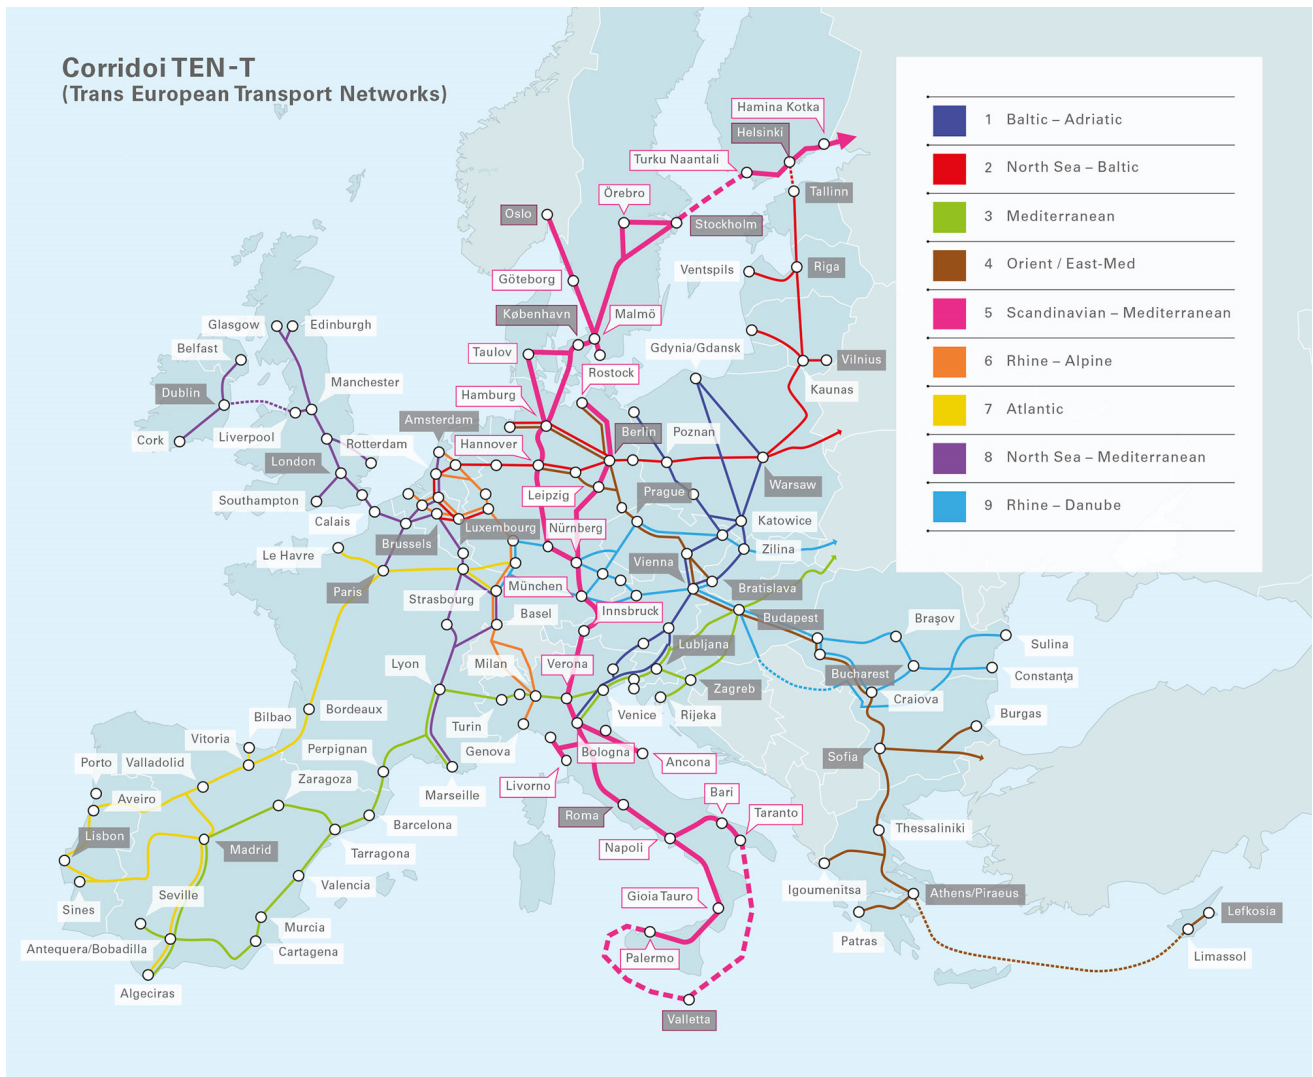 Corridoi TEN-T
(Trans European Transport Networks)
1 Baltic – Adriatic
2 North Sea – Baltic
3 Mediterranean
4 Orient / East-Med
5 Scandinavian – Mediterranean
6 Rhine – Alpine
7 Atlantic
8 North Sea – Mediterranean
9 Rhine – Danube
Hamina Kotka
Helsinki
Turku Naantali
Tallinn
Örebro
Oslo
Stockholm
Ventspils
Riga
Göteborg
København
Malmö
Glasgow
Edinburgh
Belfast
Gdynia/Gdansk
Taulov
Vilnius
Rostock
Manchester
Kaunas
Dublin
Hamburg
Amsterdam
Cork
Liverpool
Rotterdam
Hannover
Berlin
Poznan
London
Warsaw
Southampton
Leipzig
Prague
Calais
Luxembourg
Nürnberg
Katowice
Brussels
Zilina
Le Havre
Vienna
Paris
München
Bratislava
Strasbourg
Basel
Innsbruck
Budapest
Braşov
Lubljana
Sulina
Lyon
Milan
Verona
Bucharest
Constanţa
Zagreb
Craiova
Bordeaux
Bilbao
Turin
Venice
Rijeka
Burgas
Vitoria
Perpignan
Genova
Bologna
Sofia
Porto
Valladolid
Ancona
Zaragoza
Livorno
Marseille
Aveiro
Bari
Barcelona
Roma
Taranto
Thessaliniki
Lisbon
Madrid
Tarragona
Napoli
Valencia
Igoumenitsa
Athens/Piraeus
Seville
Gioia Tauro
Sines
Lefkosia
Murcia
Patras
Antequera/Bobadilla
Cartagena
Palermo
Limassol
Algeciras
Valletta